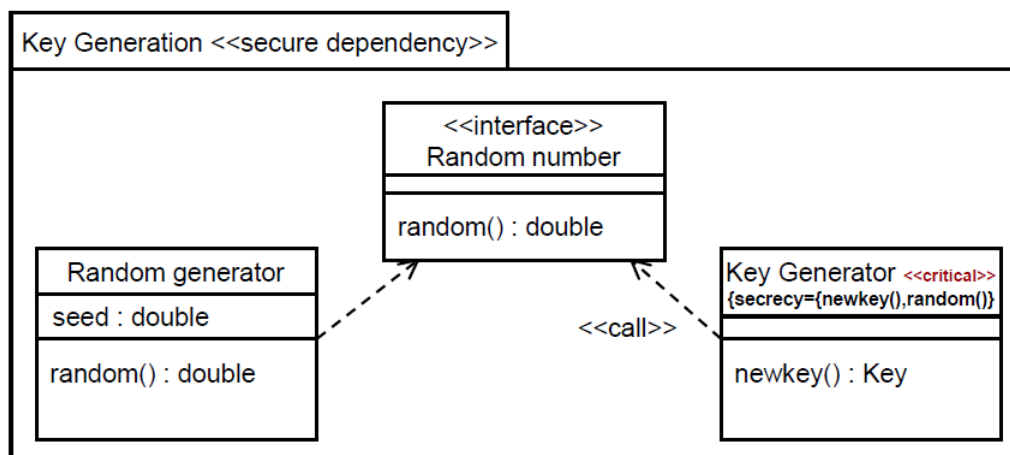 Key Generation <<secure dependency>>
<<interface>>
Random number
random() : double
Random generator
seed : double
random() : double
<<call>>
Key Generator <<critical>>
{secrecy={newkey(),random()}
newkey() : Key